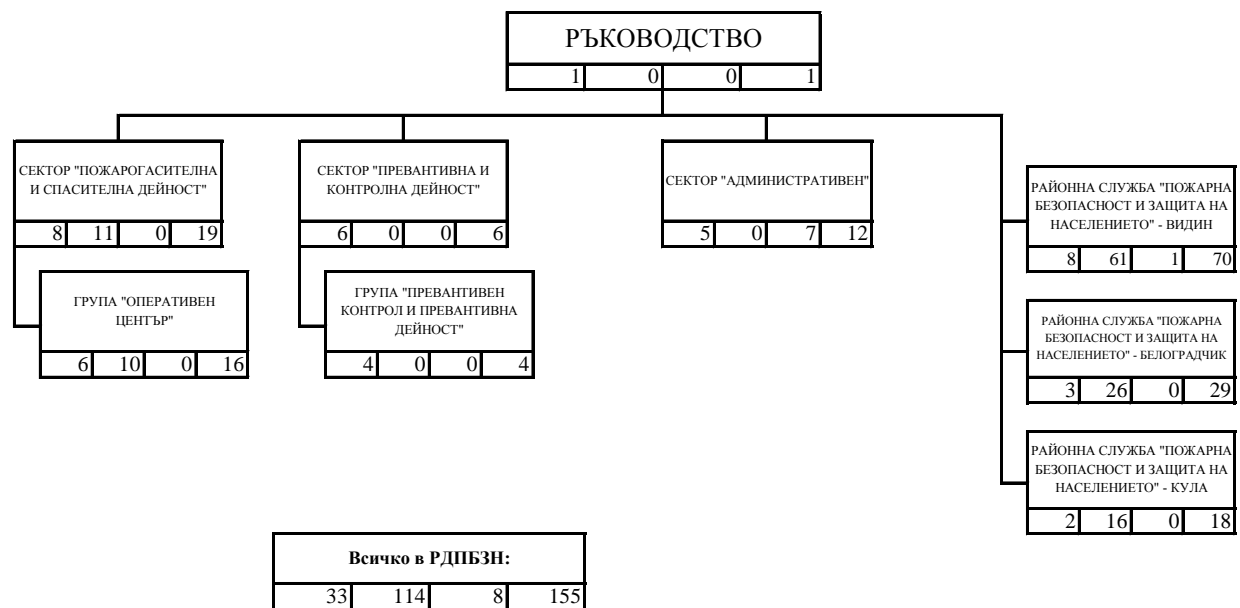 РЪКОВОДСТВО
1 0 0 1
СЕКТОР "ПОЖАРОГАСИТЕЛНА
И СПАСИТЕЛНА ДЕЙНОСТ"
8 11 0 19
ГРУПА "ОПЕРАТИВЕН
ЦЕНТЪР"
6 10 0 16
СЕКТОР "ПРЕВАНТИВНА И
КОНТРОЛНА ДЕЙНОСТ"
6 0 0 6
ГРУПА "ПРЕВАНТИВЕН
КОНТРОЛ И ПРЕВАНТИВНА
ДЕЙНОСТ"
4 0 0 4
СЕКТОР "АДМИНИСТРАТИВЕН"
5 0 7 12
РАЙОННА СЛУЖБА "ПОЖАРНА
БЕЗОПАСНОСТ И ЗАЩИТА НА
НАСЕЛЕНИЕТО" - ВИДИН
8 61 1 70
РАЙОННА СЛУЖБА "ПОЖАРНА
БЕЗОПАСНОСТ И ЗАЩИТА НА
НАСЕЛЕНИЕТО" - БЕЛОГРАДЧИК
3 26 0 29
РАЙОННА СЛУЖБА "ПОЖАРНА
БЕЗОПАСНОСТ И ЗАЩИТА НА
НАСЕЛЕНИЕТО" - КУЛА
2 16 0 18
Всичко в РДПБЗН:
33 114 8 155